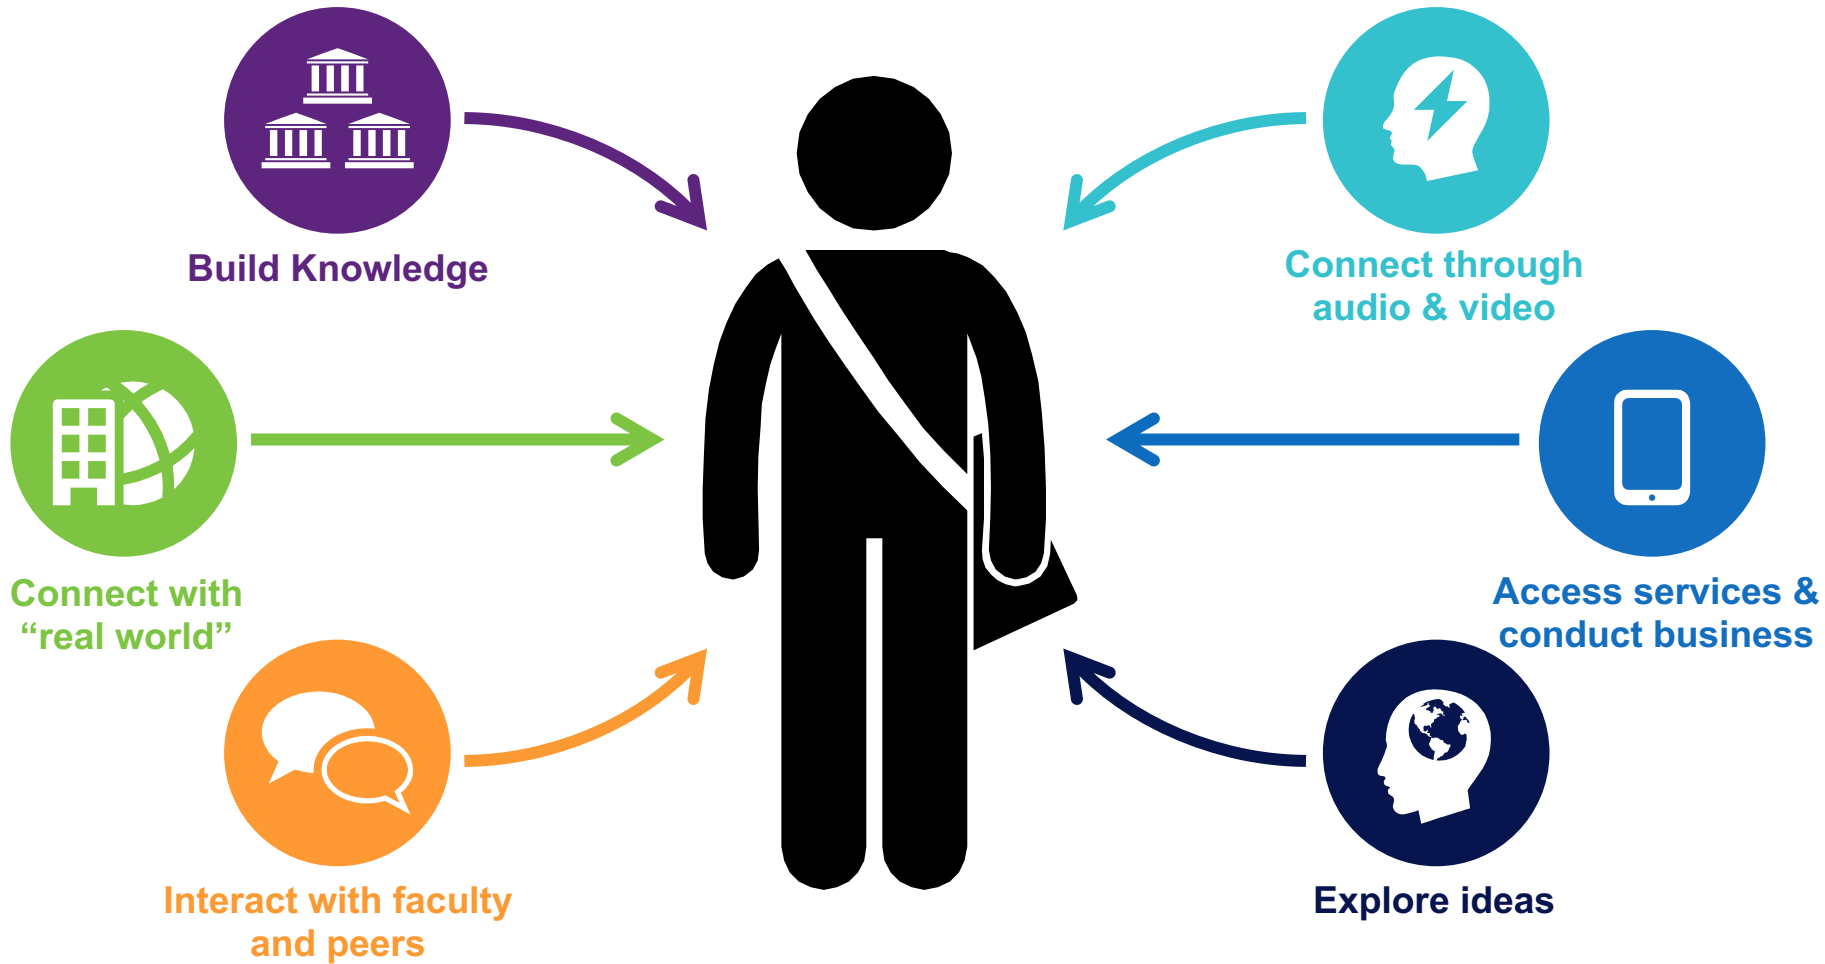 Build Knowledge
Connect through
audio & video
Connect with
“real world”
Access services &
conduct business
Interact with faculty
and peers
Explore ideas